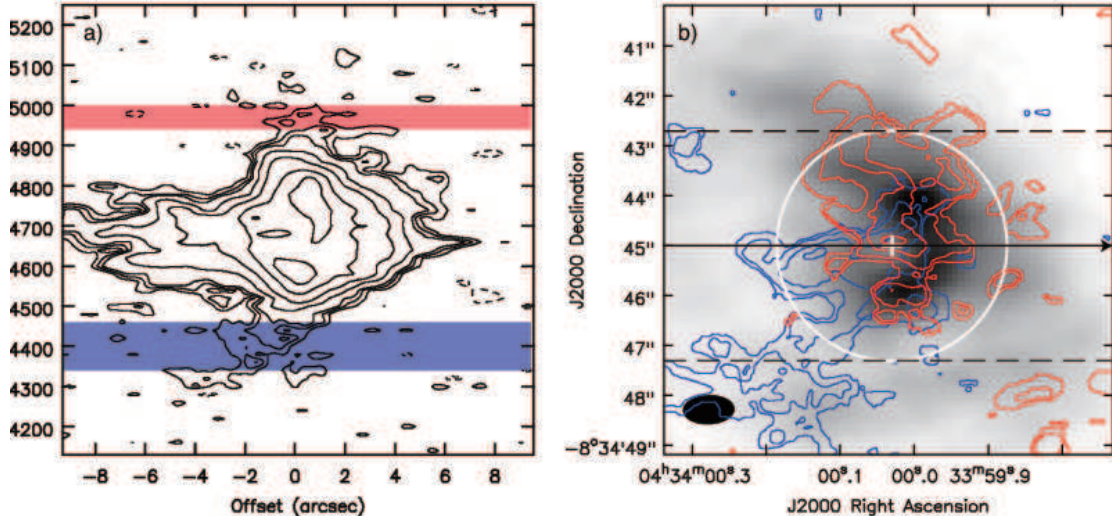 a)
5200
5100
5000
4900
4800
4700
4600
4500
4400
4300
4200
−8 −6 −4 −2 0 2 4 6 8
Offset (arcsec)
b)
J2000 Declination
41"
42"
43"
44"
45"
46"
47"
48"
−8°34'49"
04h34m00s.3 00s.1 00s.0 33m59s.9
J2000 Right Ascension